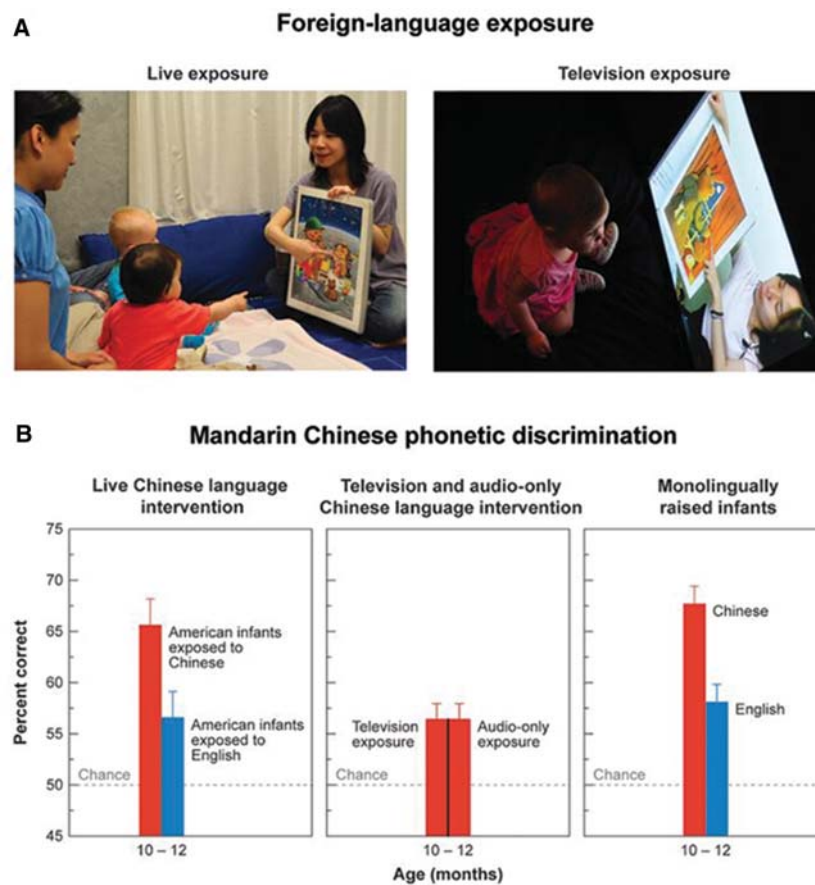 A
Foreign-language exposure
Live exposure
Television exposure
B
Mandarin Chinese phonetic discrimination
Live Chinese language
intervention
Television and audio-only
Chinese language intervention
Monolingually
raised infants
Percent correct
75
70
65
60
55
50
45
American infants
exposed to
Chinese
American infants
exposed to
English
Chance
10 – 12
Television
exposure
Audio-only
exposure
Chance
10 – 12
Chinese
English
Chance
10 – 12
Age (months)